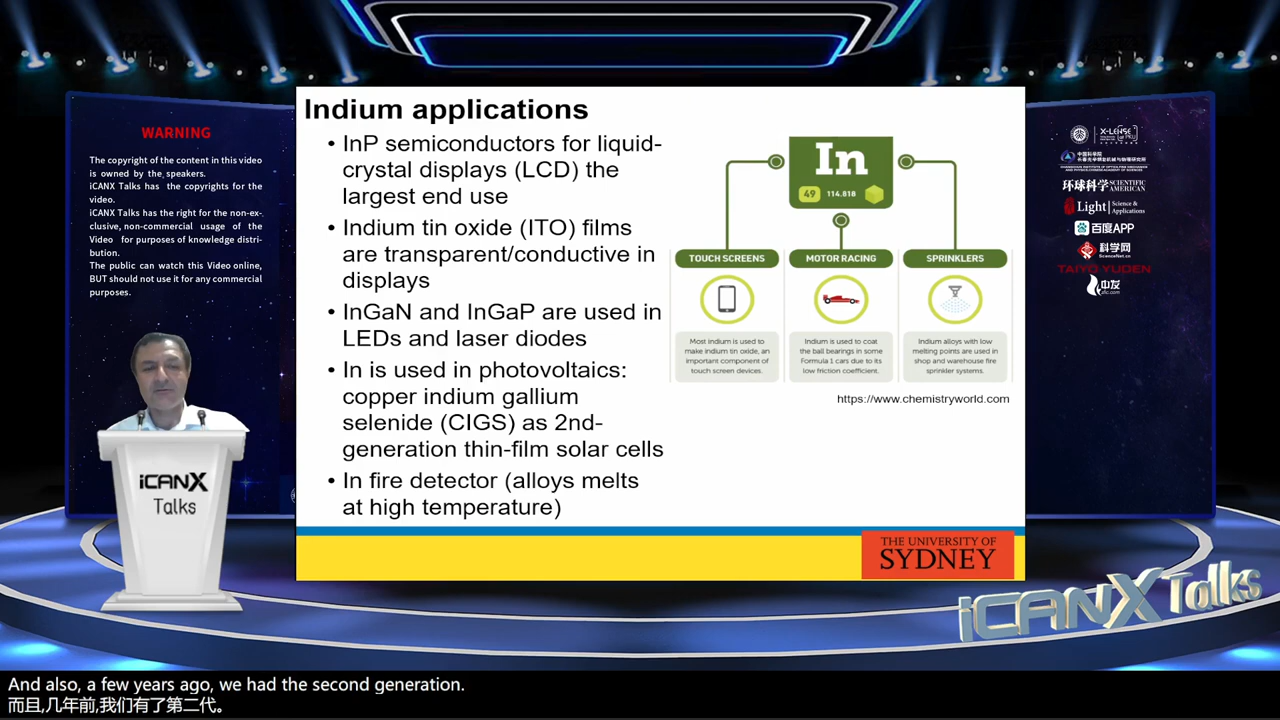 WARNING
The copyright of the content in this video
is owned by the speakers.
iCANX Talks has the copyrights for the
video.
iCANX Talks has the right for the non-ex-
clusive, non-commercial usage of the
Video for purposes of knowledge distri-
bution.
The public can watch this Video online,
BUT should not use it for any commercial
purposes.
iCANX
Talks
Indium applications
• InP semiconductors for liquid-
crystal displays (LCD) the
largest end use
• Indium tin oxide (ITO) films
are transparent/conductive in
displays
• InGaN and InGaP are used in
LEDs and laser diodes
• In is used in photovoltaics:
copper indium gallium
selenide (CIGS) as 2nd-
generation thin-film solar cells
• In fire detector (alloys melts
at high temperature)
In
49 114.818
TOUCH SCREENS
Most indium is used to
make indium tin oxide, an
important component of
touch screen devices.
MOTOR RACING
Indium is used to coat
the ball bearings in some
Formula 1 cars due to its
low friction coefficient.
SPRINKLERS
Indium alloys with low
melting points are used in
shop and warehouse fire
sprinkler systems.
https://www.chemistryworld.com
THE UNIVERSITY OF
SYDNEY
X-LENSE
环球科学 SCIENTIFIC AMERICAN
Light Science & Applications
百度APP
科学网
ScienceNet.cn
TAIYO YUDEN
中友
iCANX Talks
And also, a few years ago, we had the second generation.
而且,几年前,我们有了第二代。